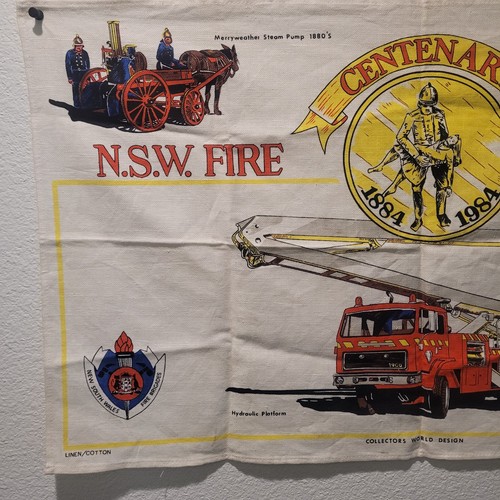 Merryweather Steam Pump 1880'S
CENTENAR
N.S.W. FIRE
1884 1984
NEW SOUTH WALES
FIRE BRIGADES
Hydraulic Platform
COLLECTORS WORLD DESIGN
LINEN/COTTON